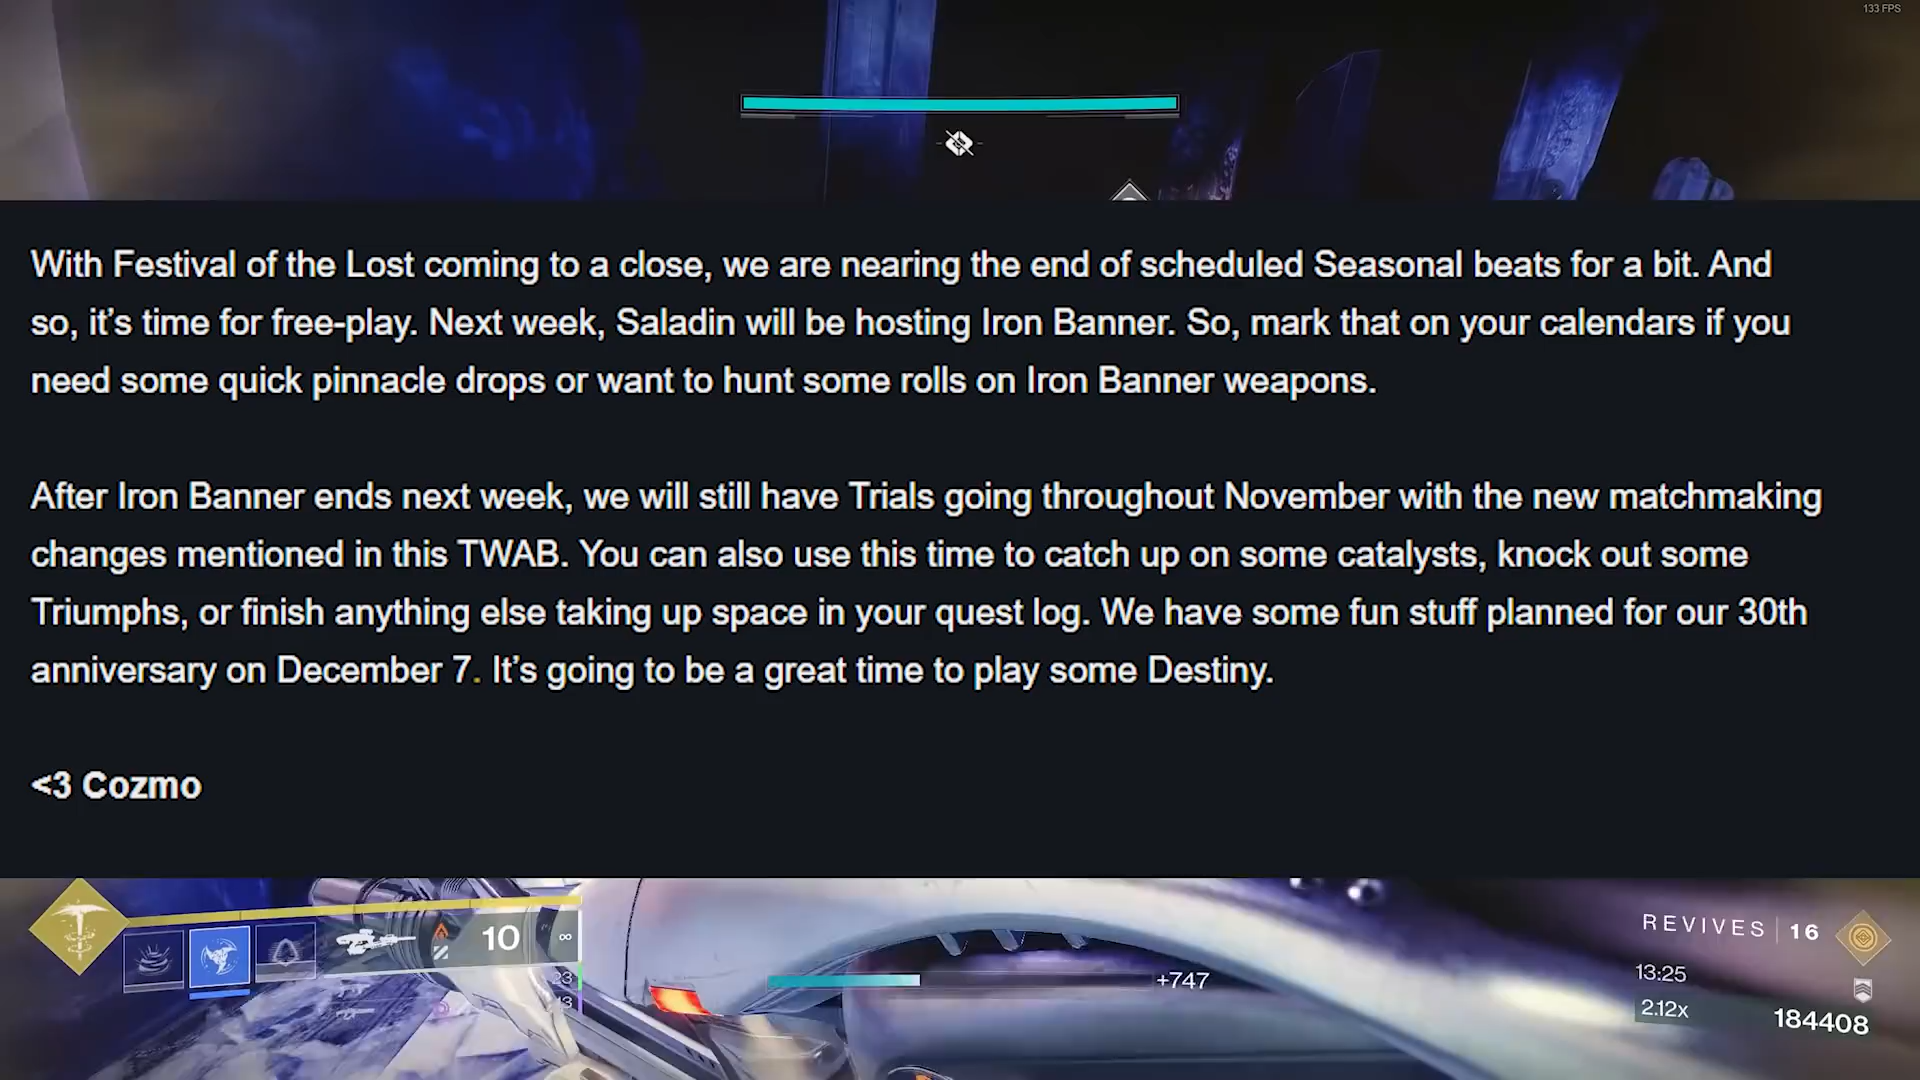 133 FPS
With Festival of the Lost coming to a close, we are nearing the end of scheduled Seasonal beats for a bit. And
so, it’s time for free-play. Next week, Saladin will be hosting Iron Banner. So, mark that on your calendars if you
need some quick pinnacle drops or want to hunt some rolls on Iron Banner weapons.
After Iron Banner ends next week, we will still have Trials going throughout November with the new matchmaking
changes mentioned in this TWAB. You can also use this time to catch up on some catalysts, knock out some
Triumphs, or finish anything else taking up space in your quest log. We have some fun stuff planned for our 30th
anniversary on December 7. It’s going to be a great time to play some Destiny.
<3 Cozmo
10 ∞
23
+747
REVIVES | 16
13:25
2.12x
184408